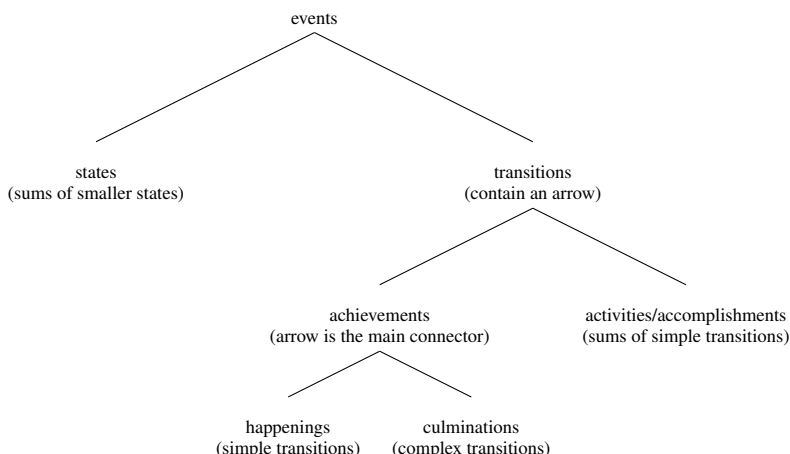 events
states
(sums of smaller states)
transitions
(contain an arrow)
achievements
(arrow is the main connector)
activities/accomplishments
(sums of simple transitions)
happenings
(simple transitions)
culminations
(complex transitions)